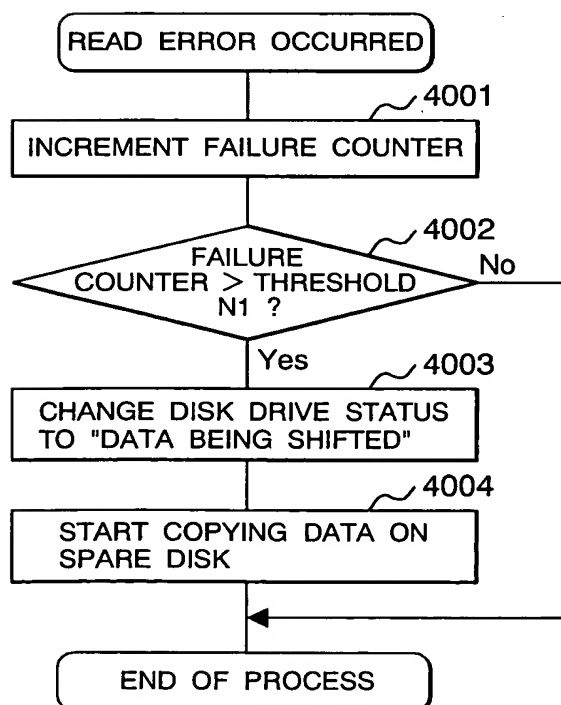 READ ERROR OCCURRED
4001
INCREMENT FAILURE COUNTER
4002
FAILURE
COUNTER > THRESHOLD
N1 ?
No
Yes
4003
CHANGE DISK DRIVE STATUS
TO "DATA BEING SHIFTED"
4004
START COPYING DATA ON
SPARE DISK
END OF PROCESS